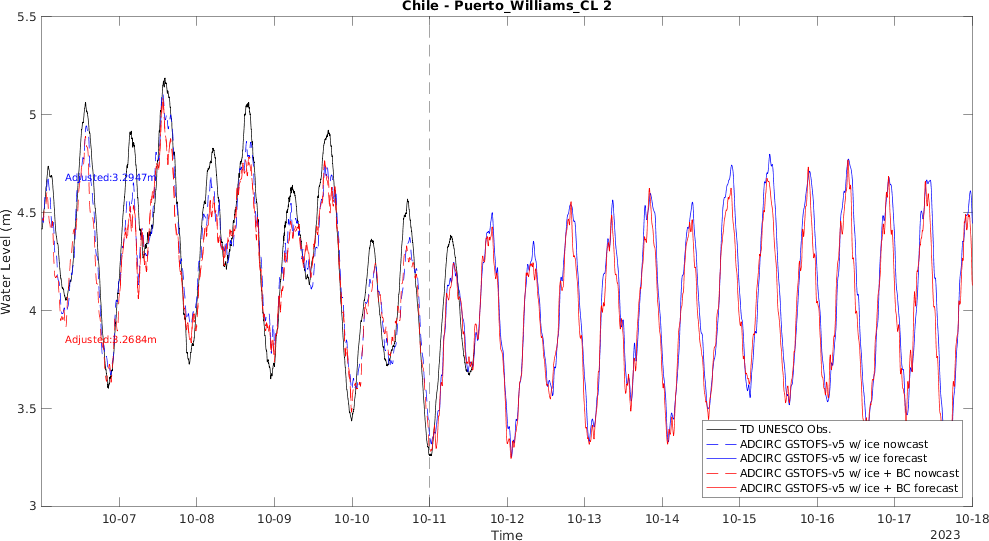 Chile - Puerto_Williams_CL 2
5.5
5
4.5
4
3.5
3
Water Level (m)
Adjusted:3.2947m
Adjusted:3.2684m
TD UNESCO Obs.
ADCIRC GSTOFS-v5 w/ ice nowcast
ADCIRC GSTOFS-v5 w/ ice forecast
ADCIRC GSTOFS-v5 w/ ice + BC nowcast
ADCIRC GSTOFS-v5 w/ ice + BC forecast
10-07 10-08 10-09 10-10 10-11 10-12 10-13 10-14 10-15 10-16 10-17 10-18
Time
2023